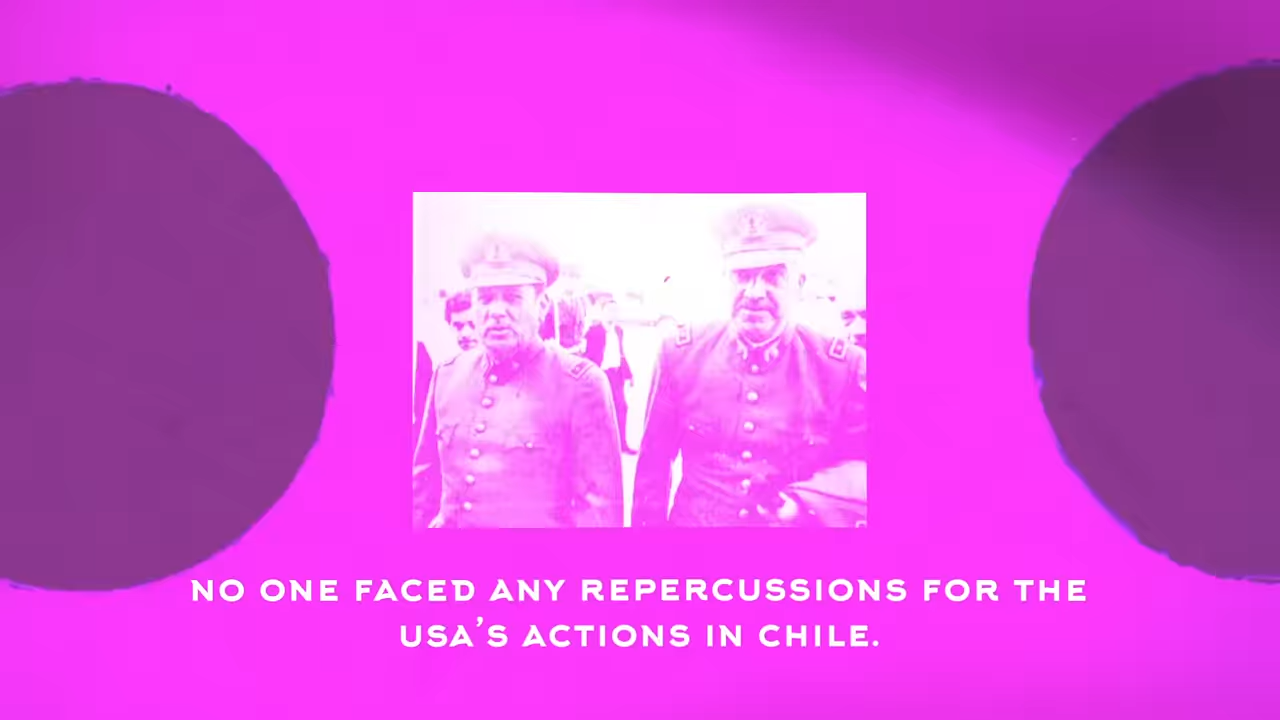 NO ONE FACED ANY REPERCUSSIONS FOR THE
USA'S ACTIONS IN CHILE.